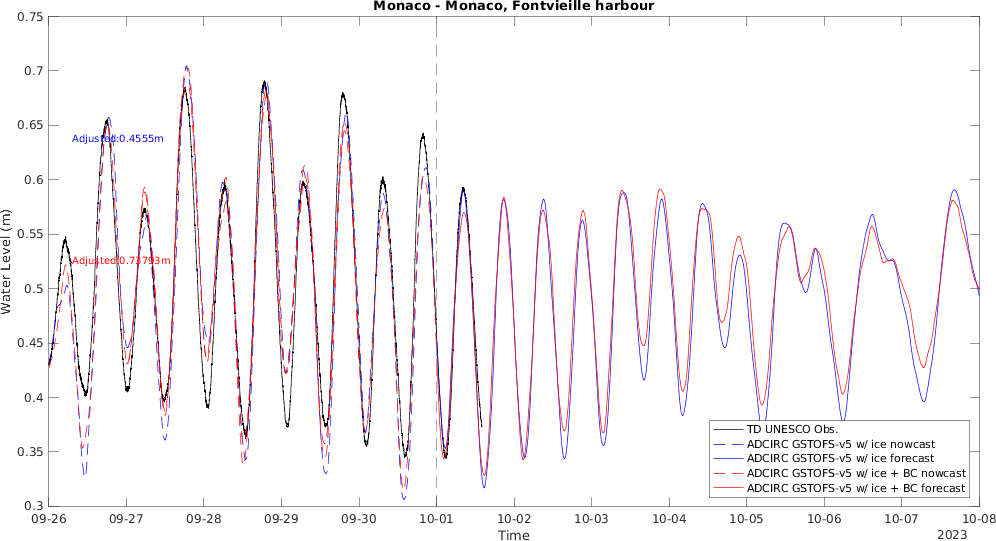 Monaco - Monaco, Fontvieille harbour
0.75
0.7
0.65
0.6
0.55
0.5
0.45
0.4
0.35
0.3
Water Level (m)
Adjusted:0.4555m
Adjusted:0.73793m
TD UNESCO Obs.
ADCIRC GSTOFS-v5 w/ ice nowcast
ADCIRC GSTOFS-v5 w/ ice forecast
ADCIRC GSTOFS-v5 w/ ice + BC nowcast
ADCIRC GSTOFS-v5 w/ ice + BC forecast
09-26 09-27 09-28 09-29 09-30 10-01 10-02 10-03 10-04 10-05 10-06 10-07 10-08
Time
2023